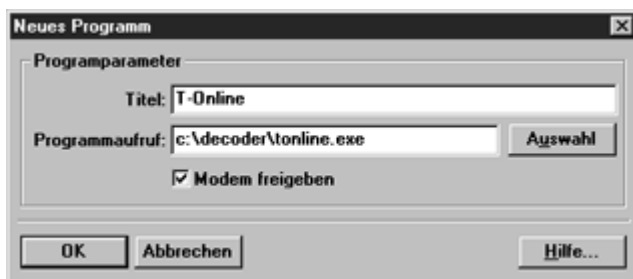 Neues Programm
Programparameter
Titel: T-Online
Programmaufruf: c:\decoder\tonline.exe Auswahl
Modem freigeben
OK Abbrechen Hilfe...